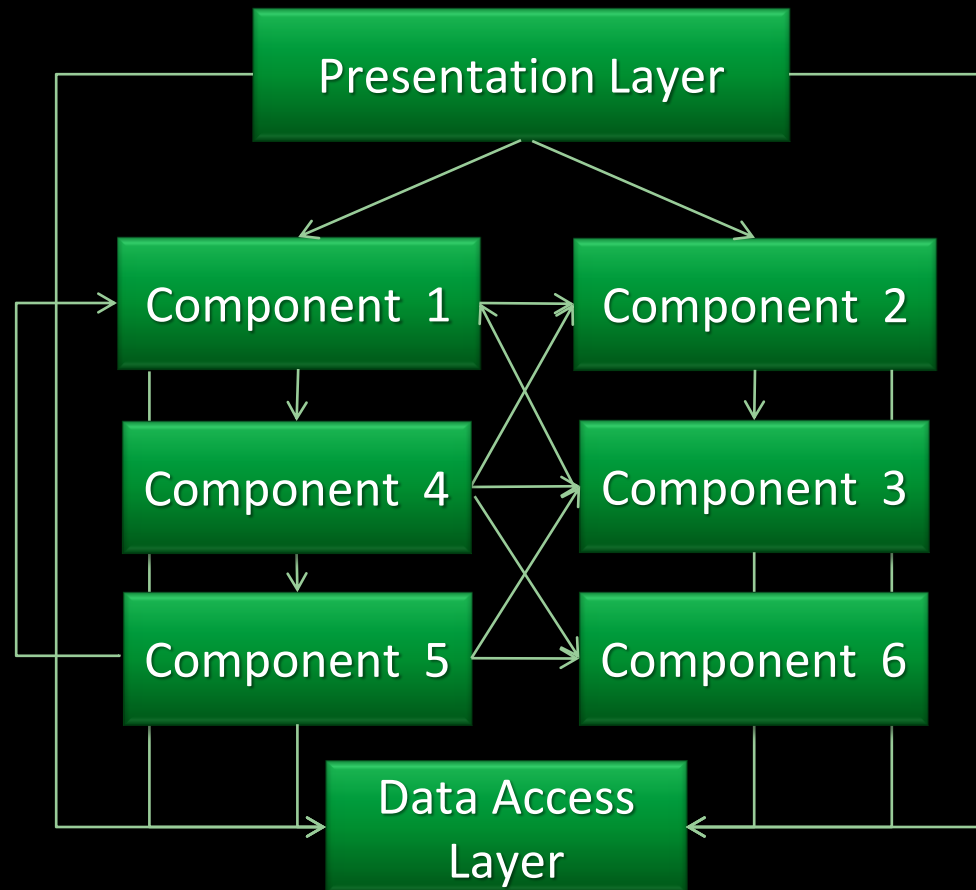 Presentation Layer
Component 1
Component 2
Component 4
Component 3
Component 5
Component 6
Data Access
Layer